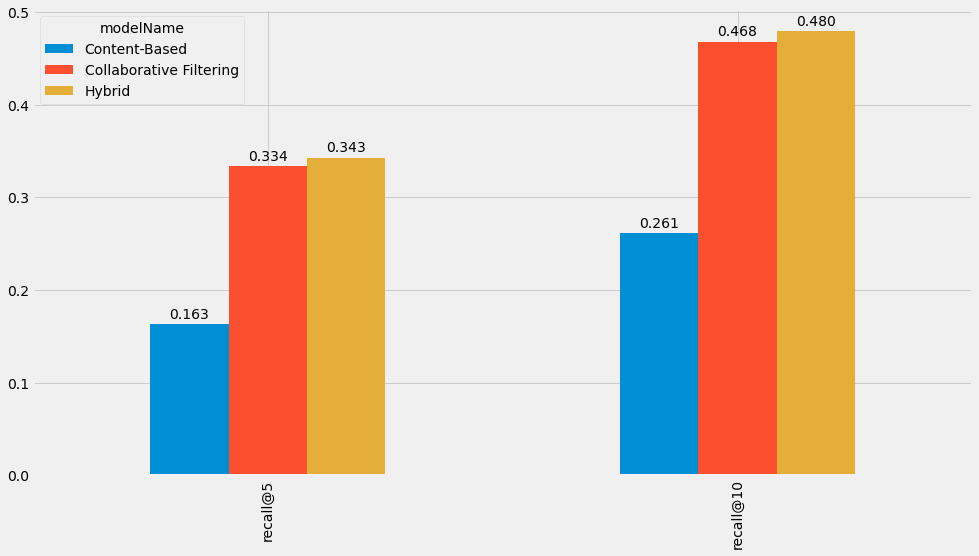 modelName
Content-Based
Collaborative Filtering
Hybrid
0.5
0.4
0.3
0.2
0.1
0.0
0.163
0.334
0.343
0.261
0.468
0.480
recall@5
recall@10